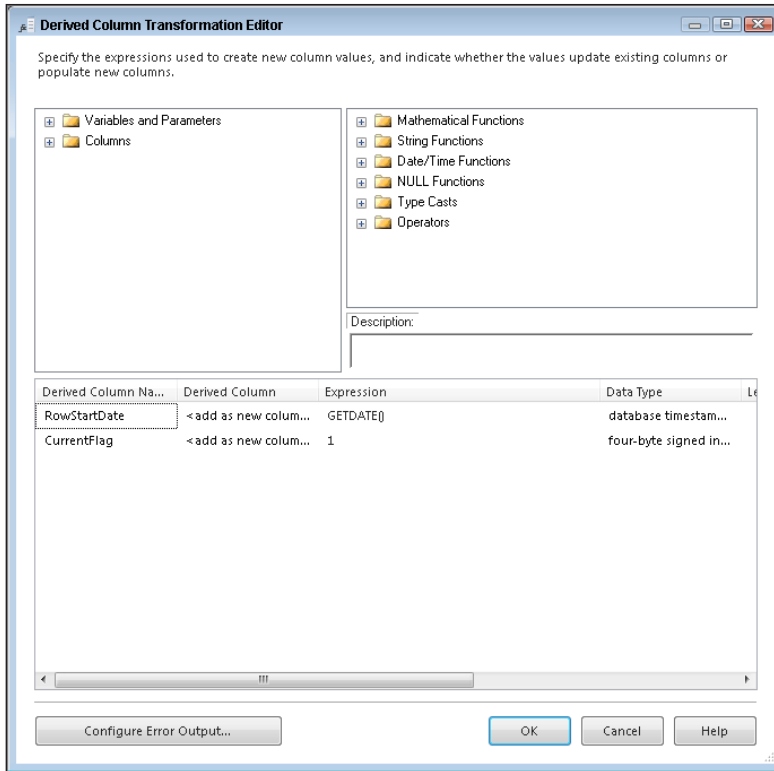 Derived Column Transformation Editor
Specify the expressions used to create new column values, and indicate whether the values update existing columns or
populate new columns.
Variables and Parameters
Columns
Mathematical Functions
String Functions
Date/Time Functions
NULL Functions
Type Casts
Operators
Description:
Derived Column Na... Derived Column Expression Data Type Le
RowStartDate <add as new colum... GETDATE() database timestam...
CurrentFlag <add as new colum... 1 four-byte signed in...
Configure Error Output... OK Cancel Help